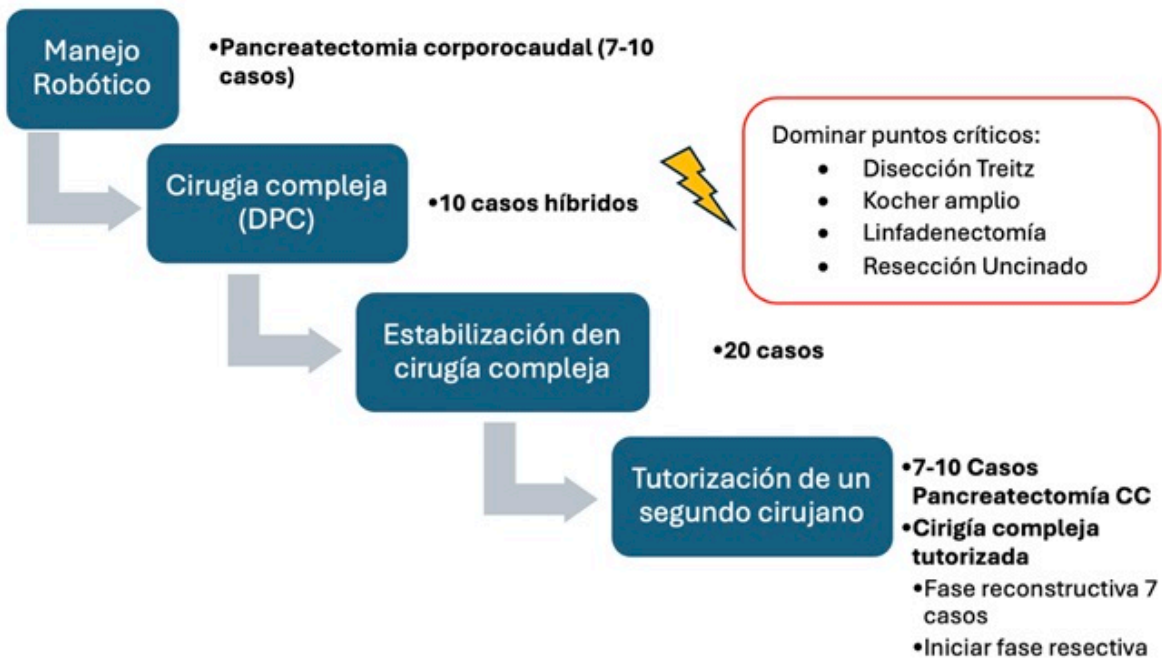 Manejo
Robótico
•Pancreatectomia corporocaudal (7-10
casos)
Cirugia compleja
(DPC)
•10 casos híbridos
Dominar puntos críticos:
• Disección Treitz
• Kocher amplio
• Linfadenectomía
• Resección Uncinado
Estabilización den
cirugía compleja
•20 casos
Tutorización de un
segundo cirujano
•7-10 Casos
Pancreatectomía CC
•Cirigía compleja
tutorizada
•Fase reconstructiva 7
casos
•Iniciar fase resectiva